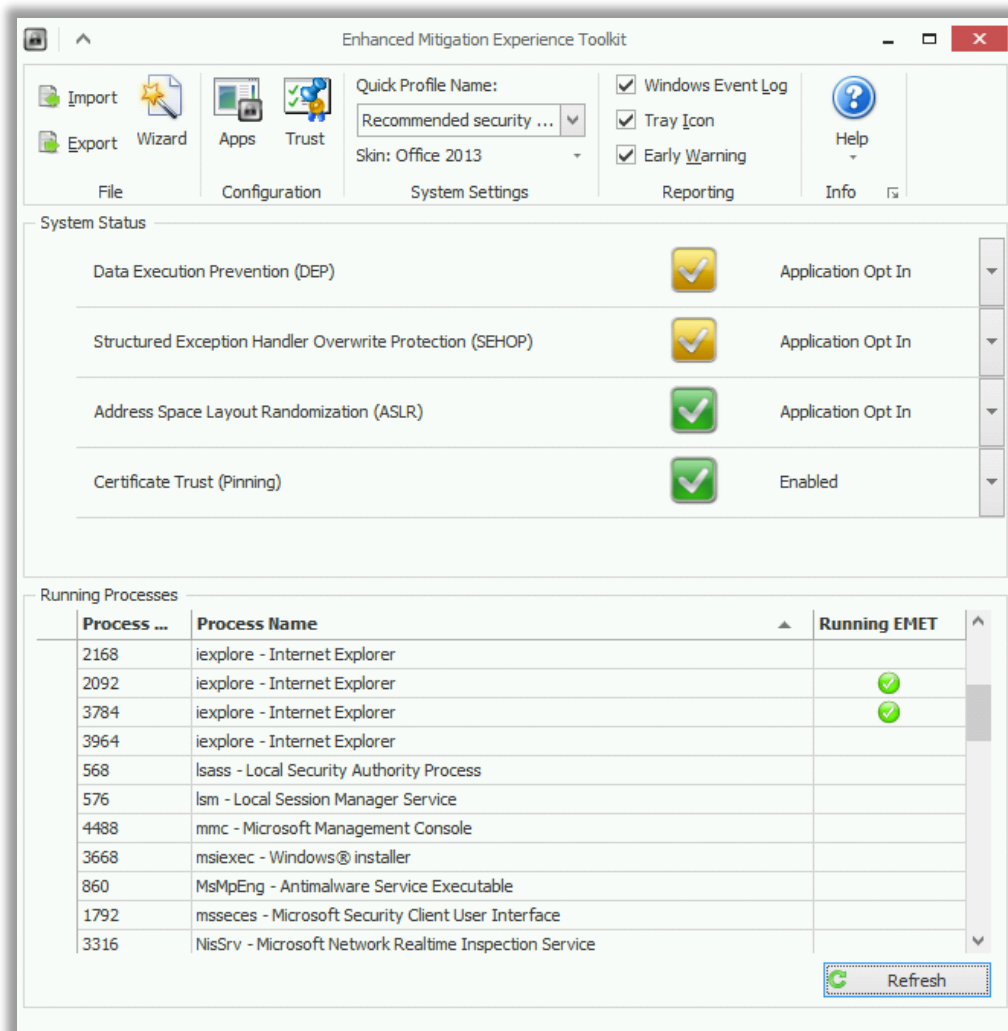 Enhanced Mitigation Experience Toolkit
Import
Export
Wizard
File
Apps
Trust
Configuration
Quick Profile Name:
Recommended security ...
Skin: Office 2013
System Settings
Windows Event Log
Tray Icon
Early Warning
Reporting
Help
Info
System Status
Data Execution Prevention (DEP) Application Opt In
Structured Exception Handler Overwrite Protection (SEHOP) Application Opt In
Address Space Layout Randomization (ASLR) Application Opt In
Certificate Trust (Pinning) Enabled
Running Processes
Process ... Process Name Running EMET
2168 iexplore - Internet Explorer
2092 iexplore - Internet Explorer
3784 iexplore - Internet Explorer
3964 iexplore - Internet Explorer
568 lsass - Local Security Authority Process
576 lsm - Local Session Manager Service
4488 mmc - Microsoft Management Console
3668 msiexec - Windows® installer
860 MsMpEng - Antimalware Service Executable
1792 msseces - Microsoft Security Client User Interface
3316 NisSrv - Microsoft Network Realtime Inspection Service
Refresh